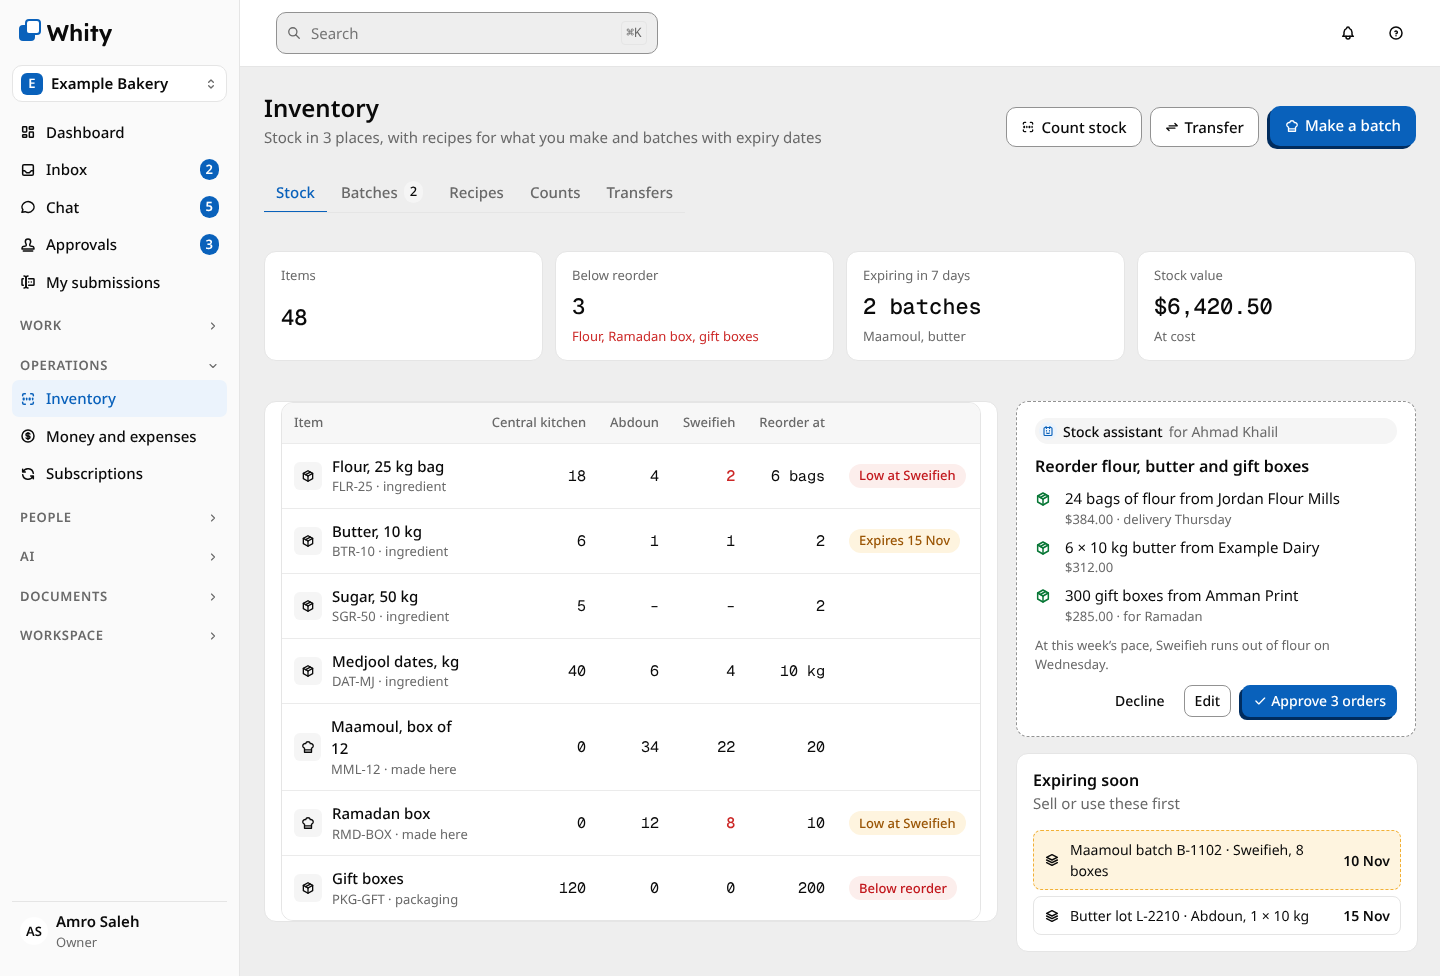 Whity
Search
⌘K
E
Example Bakery
Dashboard
Inbox 2
Chat 5
Approvals 3
My submissions
WORK
OPERATIONS
Inventory
Money and expenses
Subscriptions
PEOPLE
AI
DOCUMENTS
WORKSPACE
AS
Amro Saleh
Owner
Inventory
Stock in 3 places, with recipes for what you make and batches with expiry dates
Count stock
Transfer
Make a batch
Stock
Batches 2
Recipes
Counts
Transfers
Items
48
Below reorder
3
Flour, Ramadan box, gift boxes
Expiring in 7 days
2 batches
Maamoul, butter
Stock value
$6,420.50
At cost
Item Central kitchen Abdoun Sweifieh Reorder at
Flour, 25 kg bag
FLR-25 · ingredient
18 4 2 6 bags Low at Sweifieh
Butter, 10 kg
BTR-10 · ingredient
6 1 1 2 Expires 15 Nov
Sugar, 50 kg
SGR-50 · ingredient
5 – – 2
Medjool dates, kg
DAT-MJ · ingredient
40 6 4 10 kg
Maamoul, box of
12
MML-12 · made here
0 34 22 20
Ramadan box
RMD-BOX · made here
0 12 8 10 Low at Sweifieh
Gift boxes
PKG-GFT · packaging
120 0 0 200 Below reorder
Stock assistant for Ahmad Khalil
Reorder flour, butter and gift boxes
24 bags of flour from Jordan Flour Mills
$384.00 · delivery Thursday
6 × 10 kg butter from Example Dairy
$312.00
300 gift boxes from Amman Print
$285.00 · for Ramadan
At this week’s pace, Sweifieh runs out of flour on
Wednesday.
Decline
Edit
Approve 3 orders
Expiring soon
Sell or use these first
Maamoul batch B-1102 · Sweifieh, 8
boxes
10 Nov
Butter lot L-2210 · Abdoun, 1 × 10 kg 15 Nov